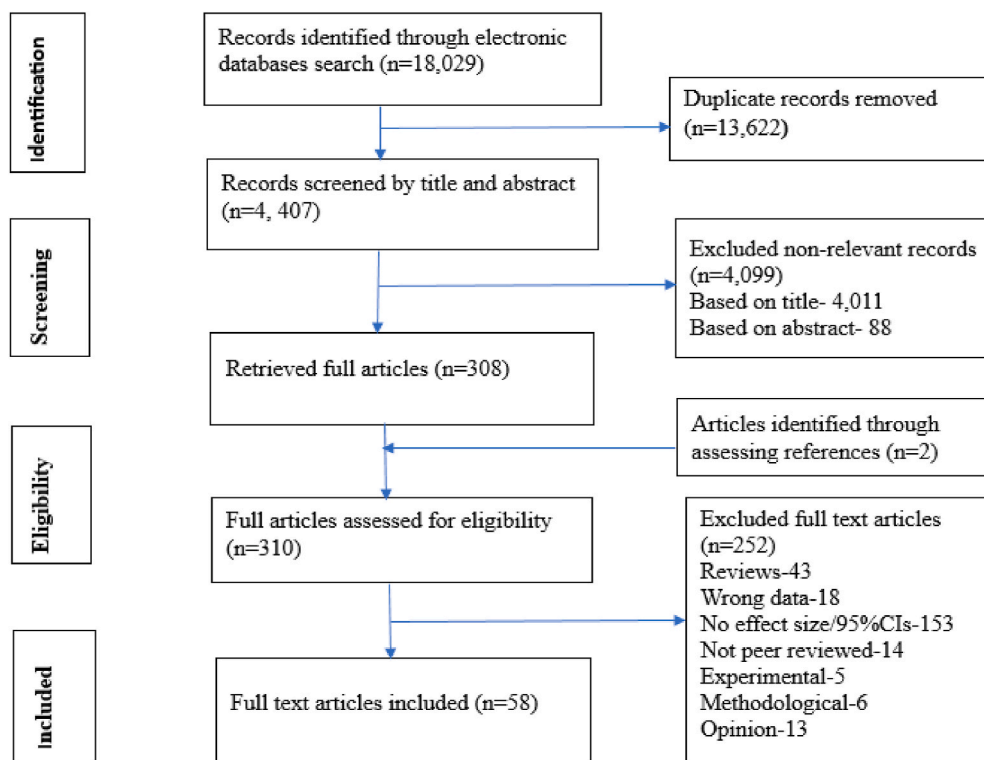 Identification
Records identified through electronic
databases search (n=18,029)
Duplicate records removed
(n=13,622)
Records screened by title and abstract
(n=4, 407)
Screening
Excluded non-relevant records
(n=4,099)
Based on title- 4,011
Based on abstract- 88
Retrieved full articles (n=308)
Articles identified through
assessing references (n=2)
Eligibility
Full articles assessed for eligibility
(n=310)
Excluded full text articles
(n=252)
Reviews-43
Wrong data-18
No effect size/95%CIs-153
Not peer reviewed-14
Experimental-5
Methodological-6
Opinion-13
Included
Full text articles included (n=58)